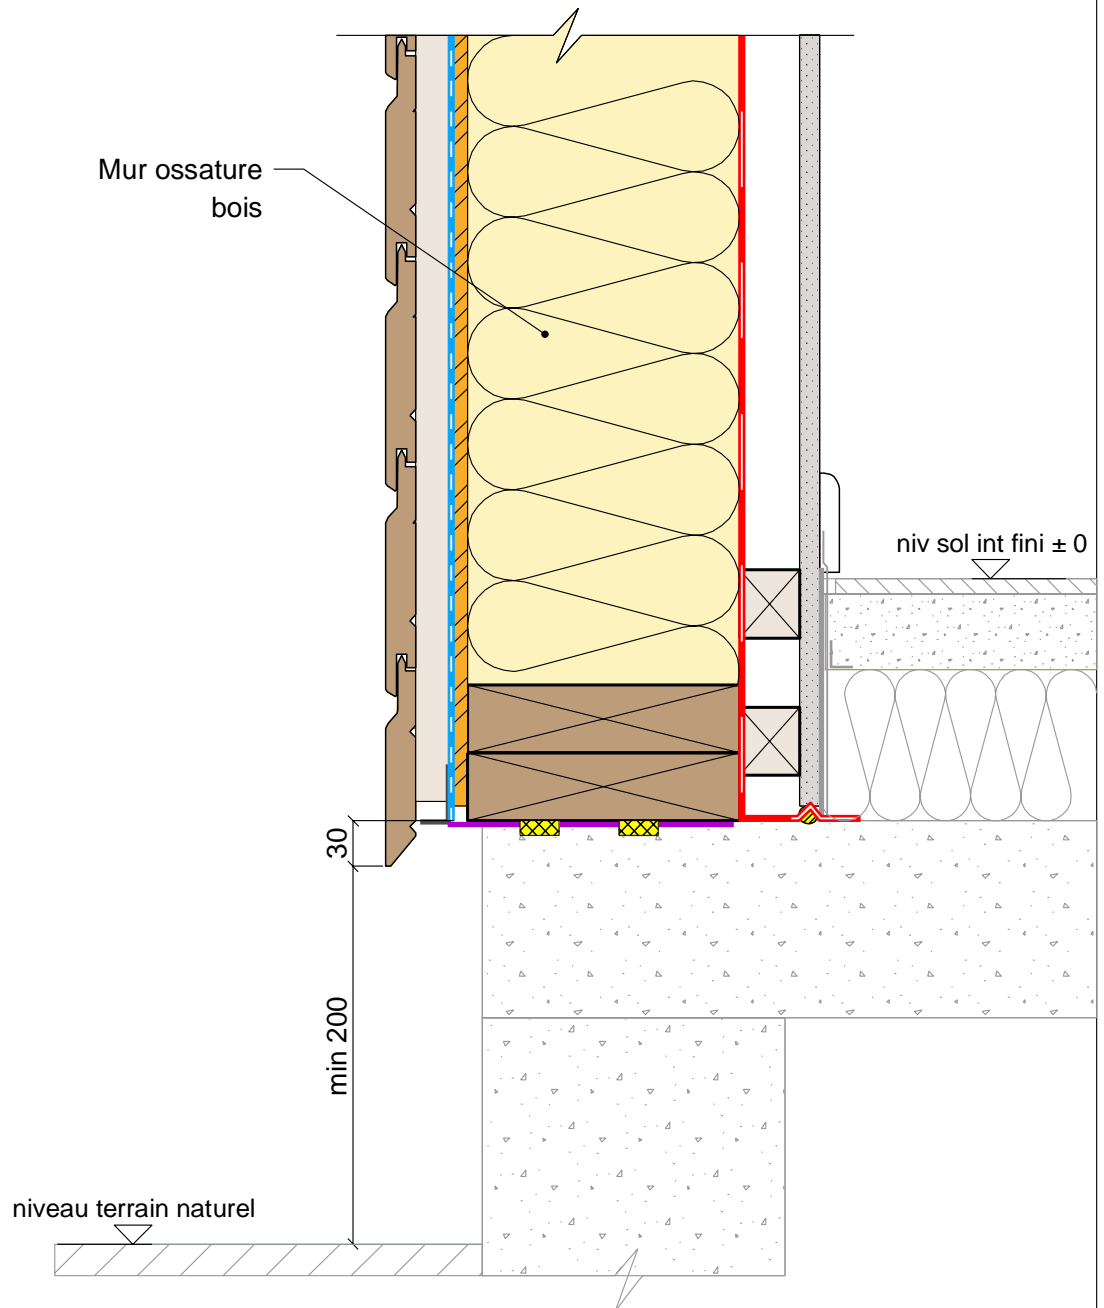 Mur ossature
bois
niv sol int fini ± 0
30
min 200
niveau terrain naturel